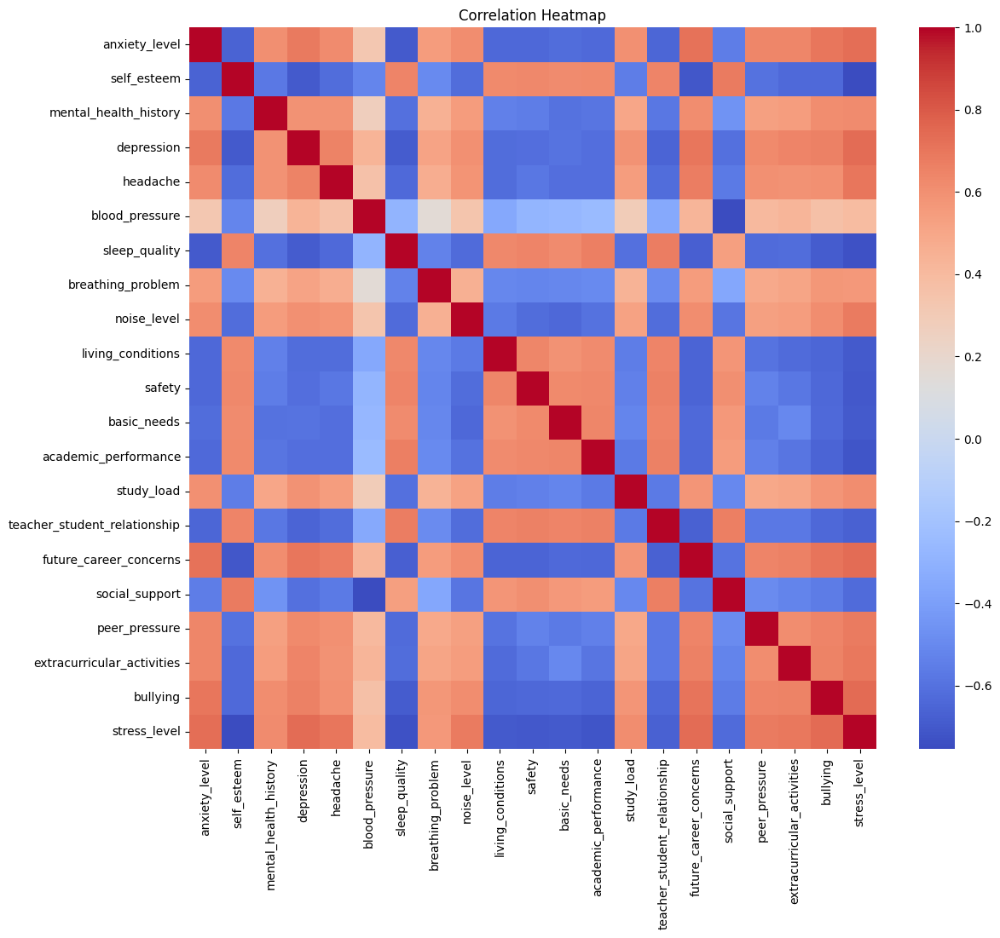 Correlation Heatmap
anxiety_level
self_esteem
mental_health_history
depression
headache
blood_pressure
sleep_quality
breathing_problem
noise_level
living_conditions
safety
basic_needs
academic_performance
study_load
teacher_student_relationship
future_career_concerns
social_support
peer_pressure
extracurricular_activities
bullying
stress_level
anxiety_level
self_esteem
mental_health_history
depression
headache
blood_pressure
sleep_quality
breathing_problem
noise_level
living_conditions
safety
basic_needs
academic_performance
study_load
teacher_student_relationship
future_career_concerns
social_support
peer_pressure
extracurricular_activities
bullying
stress_level
1.0
0.8
0.6
0.4
0.2
0.0
−0.2
−0.4
−0.6